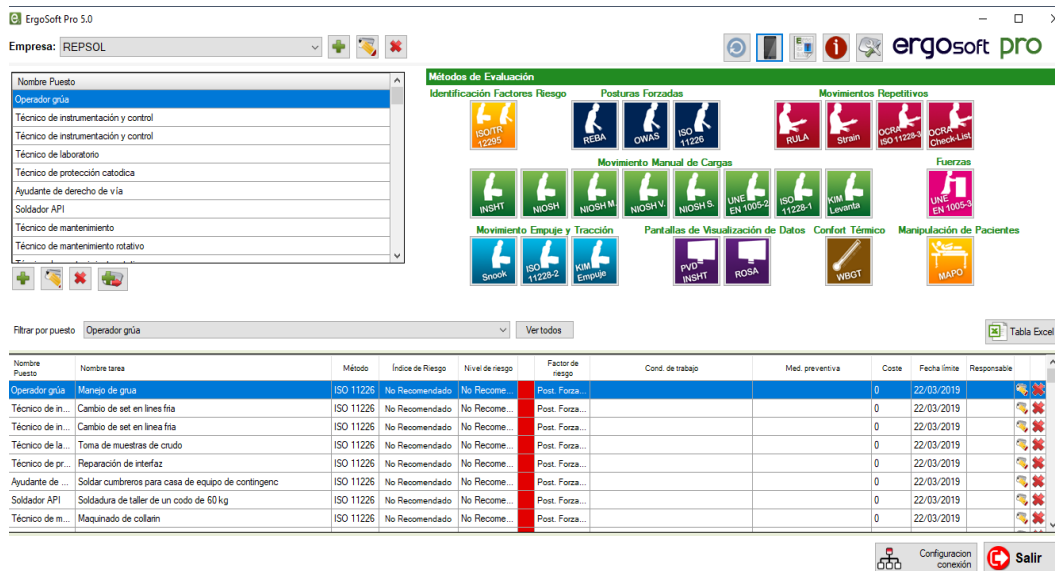 ErgoSoft Pro 5.0
Empresa: REPSOL
ergosoft pro
Nombre Puesto
Operador grúa
Técnico de instrumentación y control
Técnico de instrumentación y control
Técnico de laboratorio
Técnico de protección catodica
Ayudante de derecho de vía
Soldador API
Técnico de mantenimiento
Técnico de mantenimiento rotativo
Métodos de Evaluación
Identificación Factores Riesgo Posturas Forzadas Movimientos Repetitivos
ISO/TR 12295 REBA OWAS ISO 11226 RULA Strain OCRA ISO 11228-3 OCRA Check-List
Movimiento Manual de Cargas Fuerzas
INSHT NIOSH NIOSH M. NIOSH V. NIOSH S. UNE EN 1005-2 ISO 11228-1 KIM Levanta UNE EN 1005-3
Movimiento Empuje y Tracción Pantallas de Visualización de Datos Confort Térmico Manipulación de Pacientes
Snook ISO 11228-2 KIM Empuje PVD INSHT ROSA WBGT MAPO
Filtrar por puesto Operador grúa Ver todos Tabla Excel
Nombre Puesto Nombre tarea Método Índice de Riesgo Nivel de riesgo Factor de riesgo Cond. de trabajo Med. preventiva Coste Fecha límite Responsable
Operador grúa Manejo de grua ISO 11226 No Recomendado No Recome... Post. Forza... 0 22/03/2019
Técnico de in... Cambio de set en lines fria ISO 11226 No Recomendado No Recome... Post. Forza... 0 22/03/2019
Técnico de in... Cambio de set en linea fria ISO 11226 No Recomendado No Recome... Post. Forza... 0 22/03/2019
Técnico de la... Toma de muestras de crudo ISO 11226 No Recomendado No Recome... Post. Forza... 0 22/03/2019
Técnico de pr... Reparación de interfaz ISO 11226 No Recomendado No Recome... Post. Forza... 0 22/03/2019
Ayudante de ... Soldar cumbreros para casa de equipo de contingenc ISO 11226 No Recomendado No Recome... Post. Forza... 0 22/03/2019
Soldador API Soldadura de taller de un codo de 60 kg ISO 11226 No Recomendado No Recome... Post. Forza... 0 22/03/2019
Técnico de m... Maquinado de collarin ISO 11226 No Recomendado No Recome... Post. Forza... 0 22/03/2019
Configuracion conexión Salir